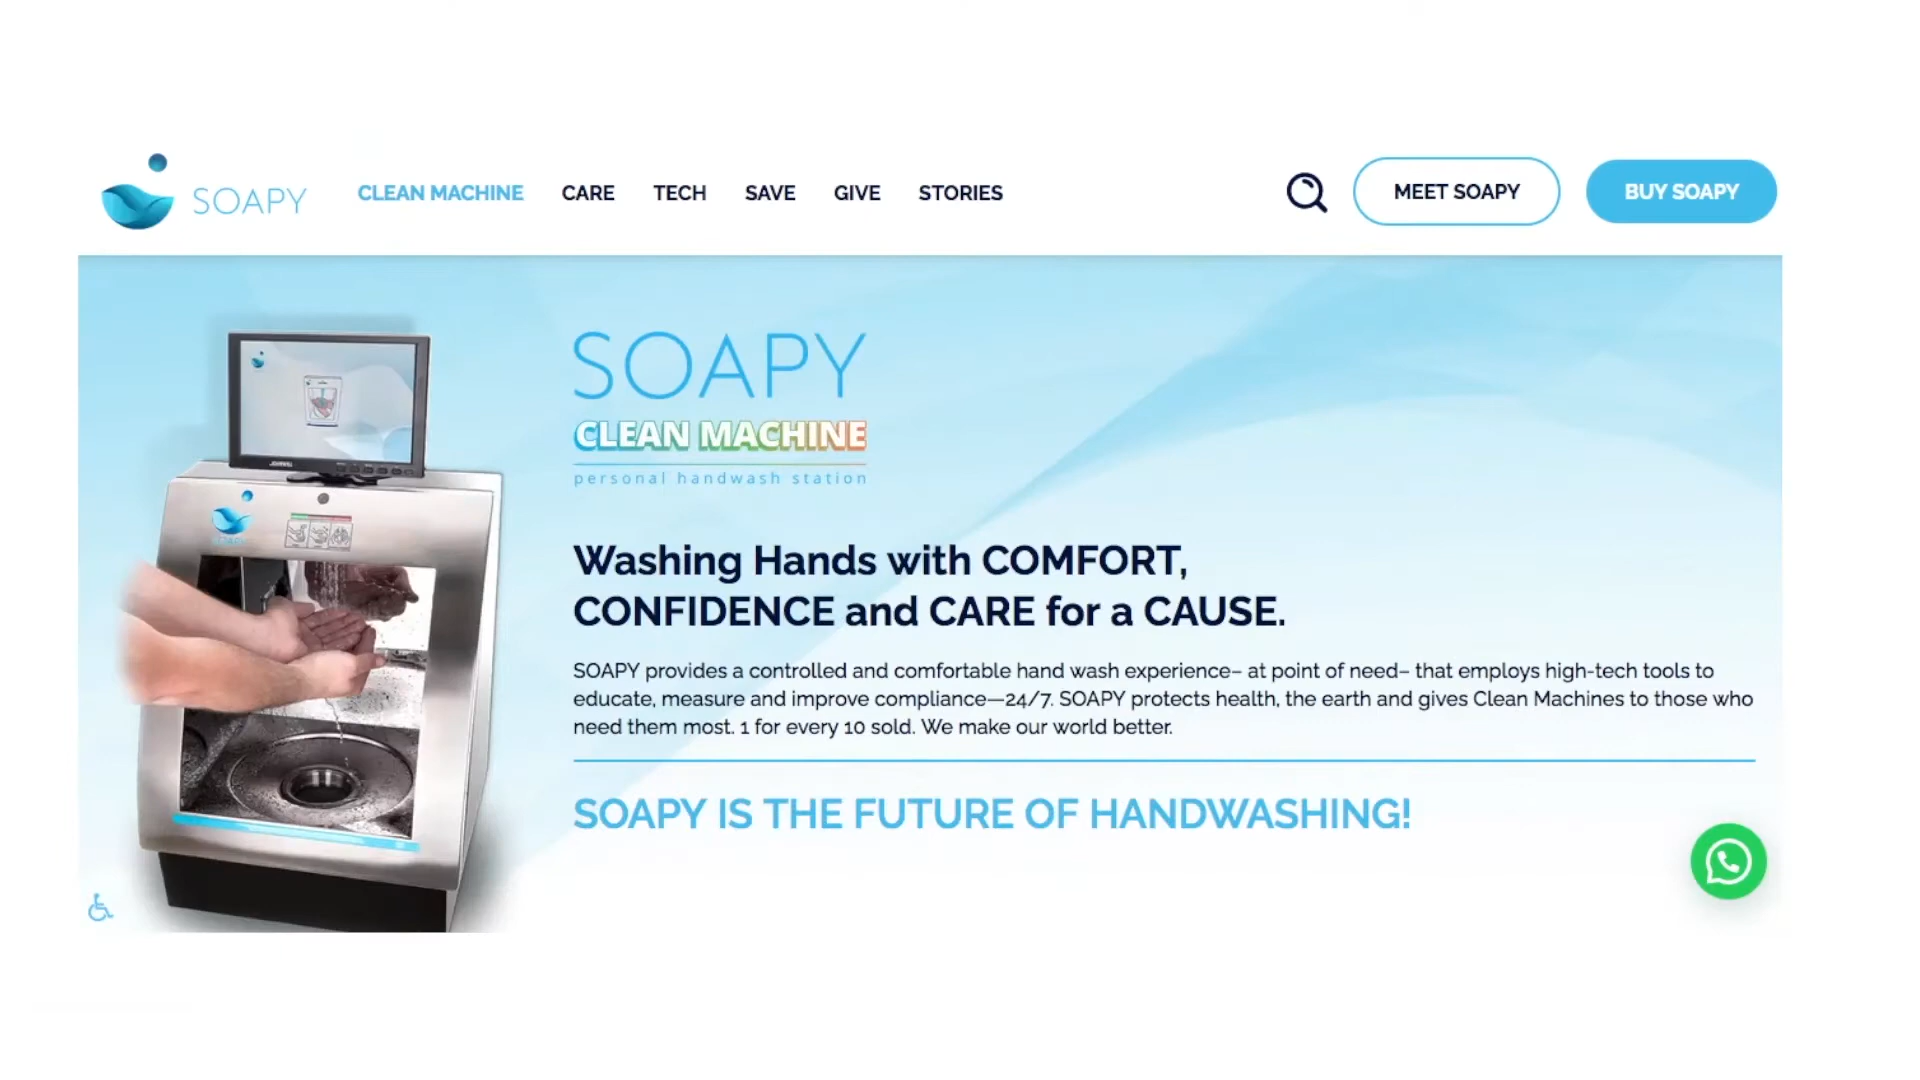 SOAPY
CLEAN MACHINE
CARE
TECH
SAVE
GIVE
STORIES
MEET SOAPY
BUY SOAPY
SOAPY
CLEAN MACHINE
personal handwash station
Washing Hands with COMFORT,
CONFIDENCE and CARE for a CAUSE.
SOAPY provides a controlled and comfortable hand wash experience– at point of need– that employs high-tech tools to
educate, measure and improve compliance—24/7. SOAPY protects health, the earth and gives Clean Machines to those who
need them most. 1 for every 10 sold. We make our world better.
SOAPY IS THE FUTURE OF HANDWASHING!